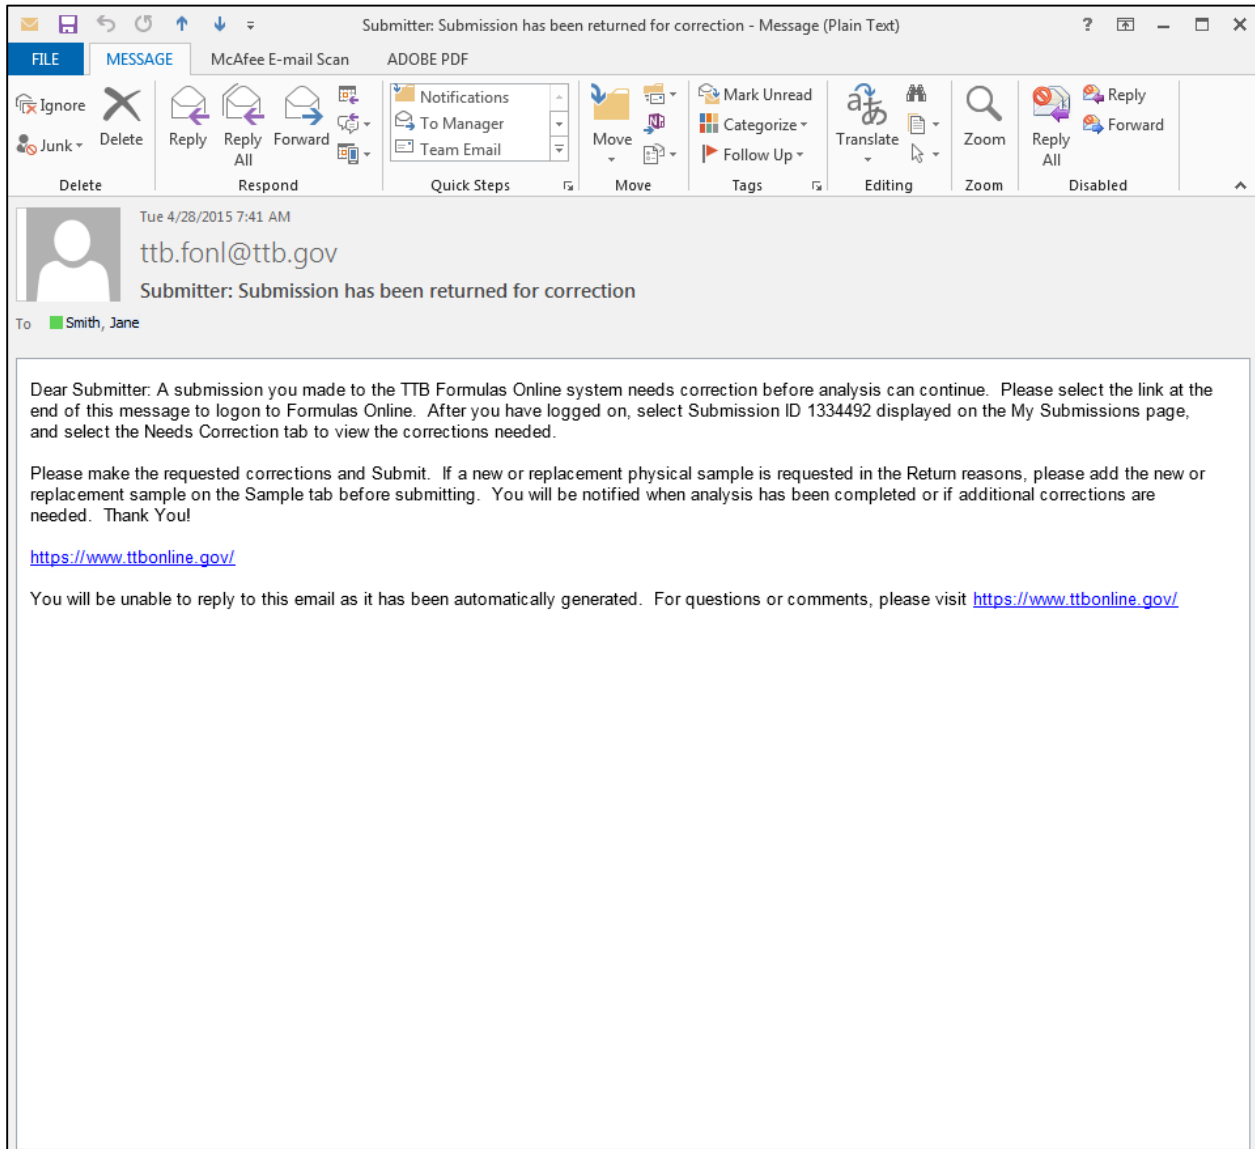 Submitter: Submission has been returned for correction - Message (Plain Text)
?
FILE MESSAGE McAfee E-mail Scan ADOBE PDF
Ignore
Junk
Delete
Reply
Reply All
Forward
Notifications
To Manager
Team Email
Move
Mark Unread
Categorize
Follow Up
Translate
Zoom
Reply All
Reply
Forward
Delete Respond Quick Steps Move Tags Editing Zoom Disabled
Tue 4/28/2015 7:41 AM
ttb.fonl@ttb.gov
Submitter: Submission has been returned for correction
To Smith, Jane
Dear Submitter: A submission you made to the TTB Formulas Online system needs correction before analysis can continue. Please select the link at the
end of this message to logon to Formulas Online. After you have logged on, select Submission ID 1334492 displayed on the My Submissions page,
and select the Needs Correction tab to view the corrections needed.
Please make the requested corrections and Submit. If a new or replacement physical sample is requested in the Return reasons, please add the new or
replacement sample on the Sample tab before submitting. You will be notified when analysis has been completed or if additional corrections are
needed. Thank You!
https://www.ttbonline.gov/
You will be unable to reply to this email as it has been automatically generated. For questions or comments, please visit https://www.ttbonline.gov/